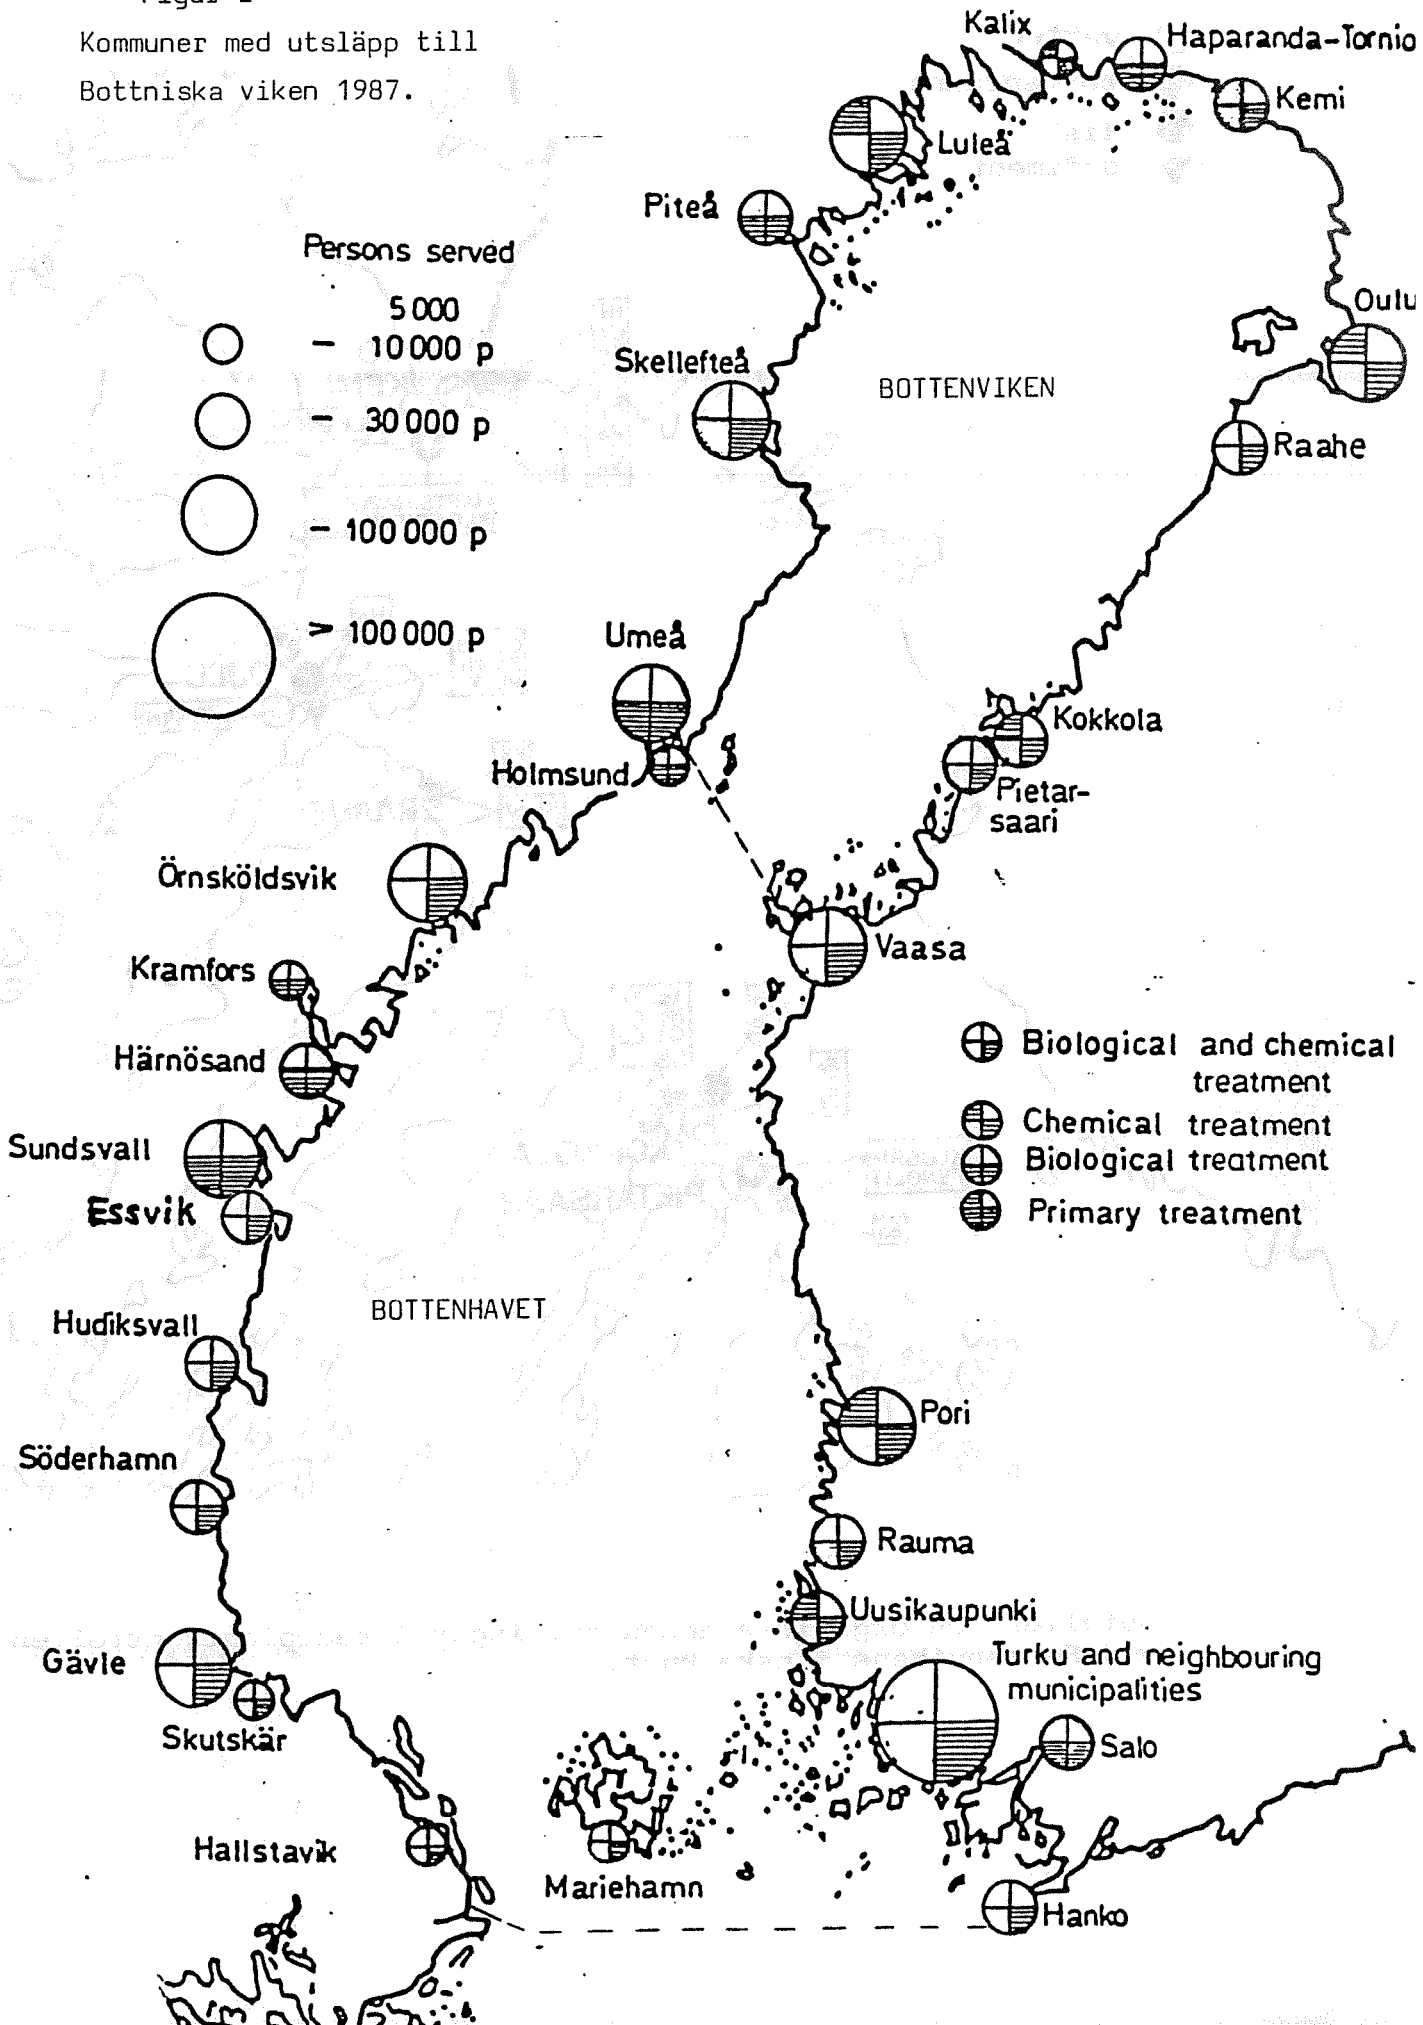 Kommuner med utsläpp till
Bottniska viken 1987.
Kalix
Haparanda-Tornio
Kemi
Luleå
Piteå
Persons served
5 000
– 10 000 p
– 30 000 p
– 100 000 p
> 100 000 p
Oulu
Skellefteå
BOTTENVIKEN
Raahe
Umeå
Holmsund
Kokkola
Pietar-
saari
Örnsköldsvik
Vaasa
Kramfors
Härnösand
Sundsvall
Essvik
Biological and chemical
treatment
Chemical treatment
Biological treatment
Primary treatment
BOTTENHAVET
Hudiksvall
Pori
Söderhamn
Rauma
Uusikaupunki
Gävle
Turku and neighbouring
municipalities
Skutskär
Salo
Hallstavik
Mariehamn
Hanko